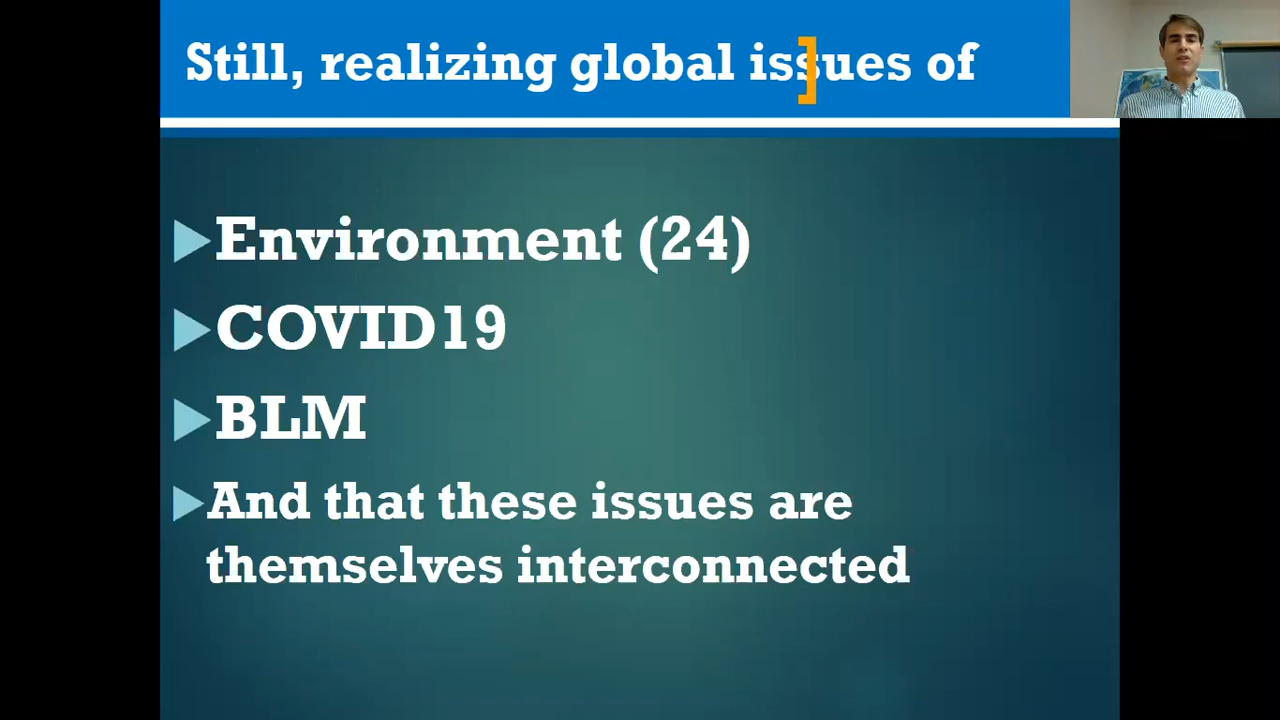 Still, realizing global issues of
]
Environment (24)
COVID19
BLM
And that these issues are
themselves interconnected